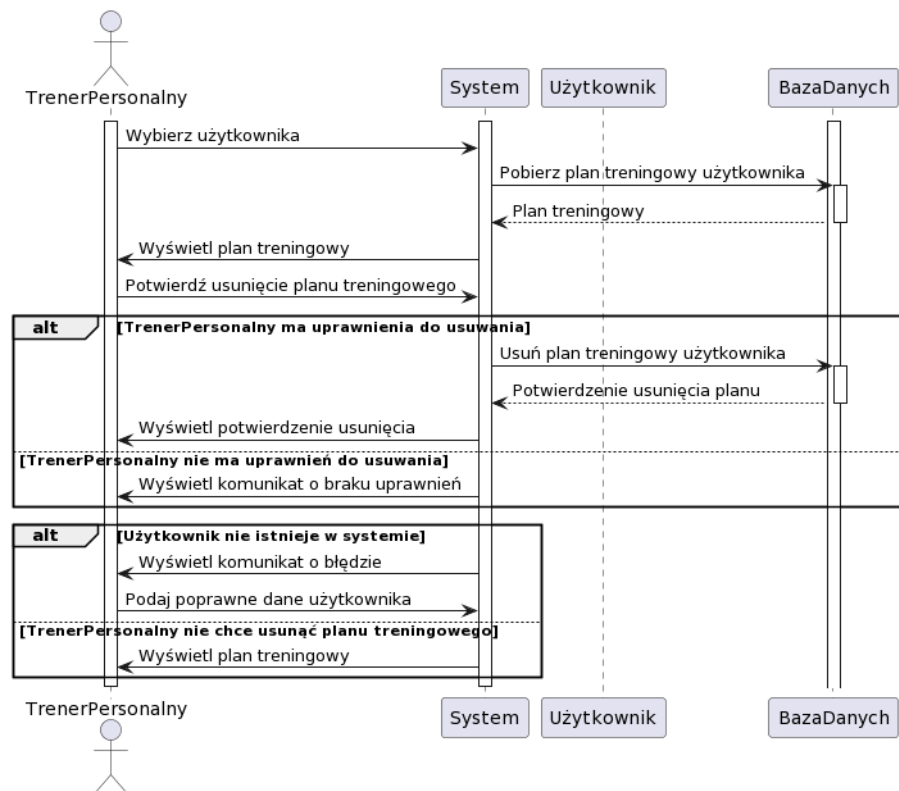 TrenerPersonalny
System
Użytkownik
BazaDanych
Wybierz użytkownika
Pobierz plan treningowy użytkownika
Plan treningowy
Wyświetl plan treningowy
Potwierdź usunięcie planu treningowego
alt [TrenerPersonalny ma uprawnienia do usuwania]
Usuń plan treningowy użytkownika
Potwierdzenie usunięcia planu
Wyświetl potwierdzenie usunięcia
[TrenerPersonalny nie ma uprawnień do usuwania]
Wyświetl komunikat o braku uprawnień
alt [Użytkownik nie istnieje w systemie]
Wyświetl komunikat o błędzie
Podaj poprawne dane użytkownika
[TrenerPersonalny nie chce usunąć planu treningowego]
Wyświetl plan treningowy
TrenerPersonalny
System
Użytkownik
BazaDanych